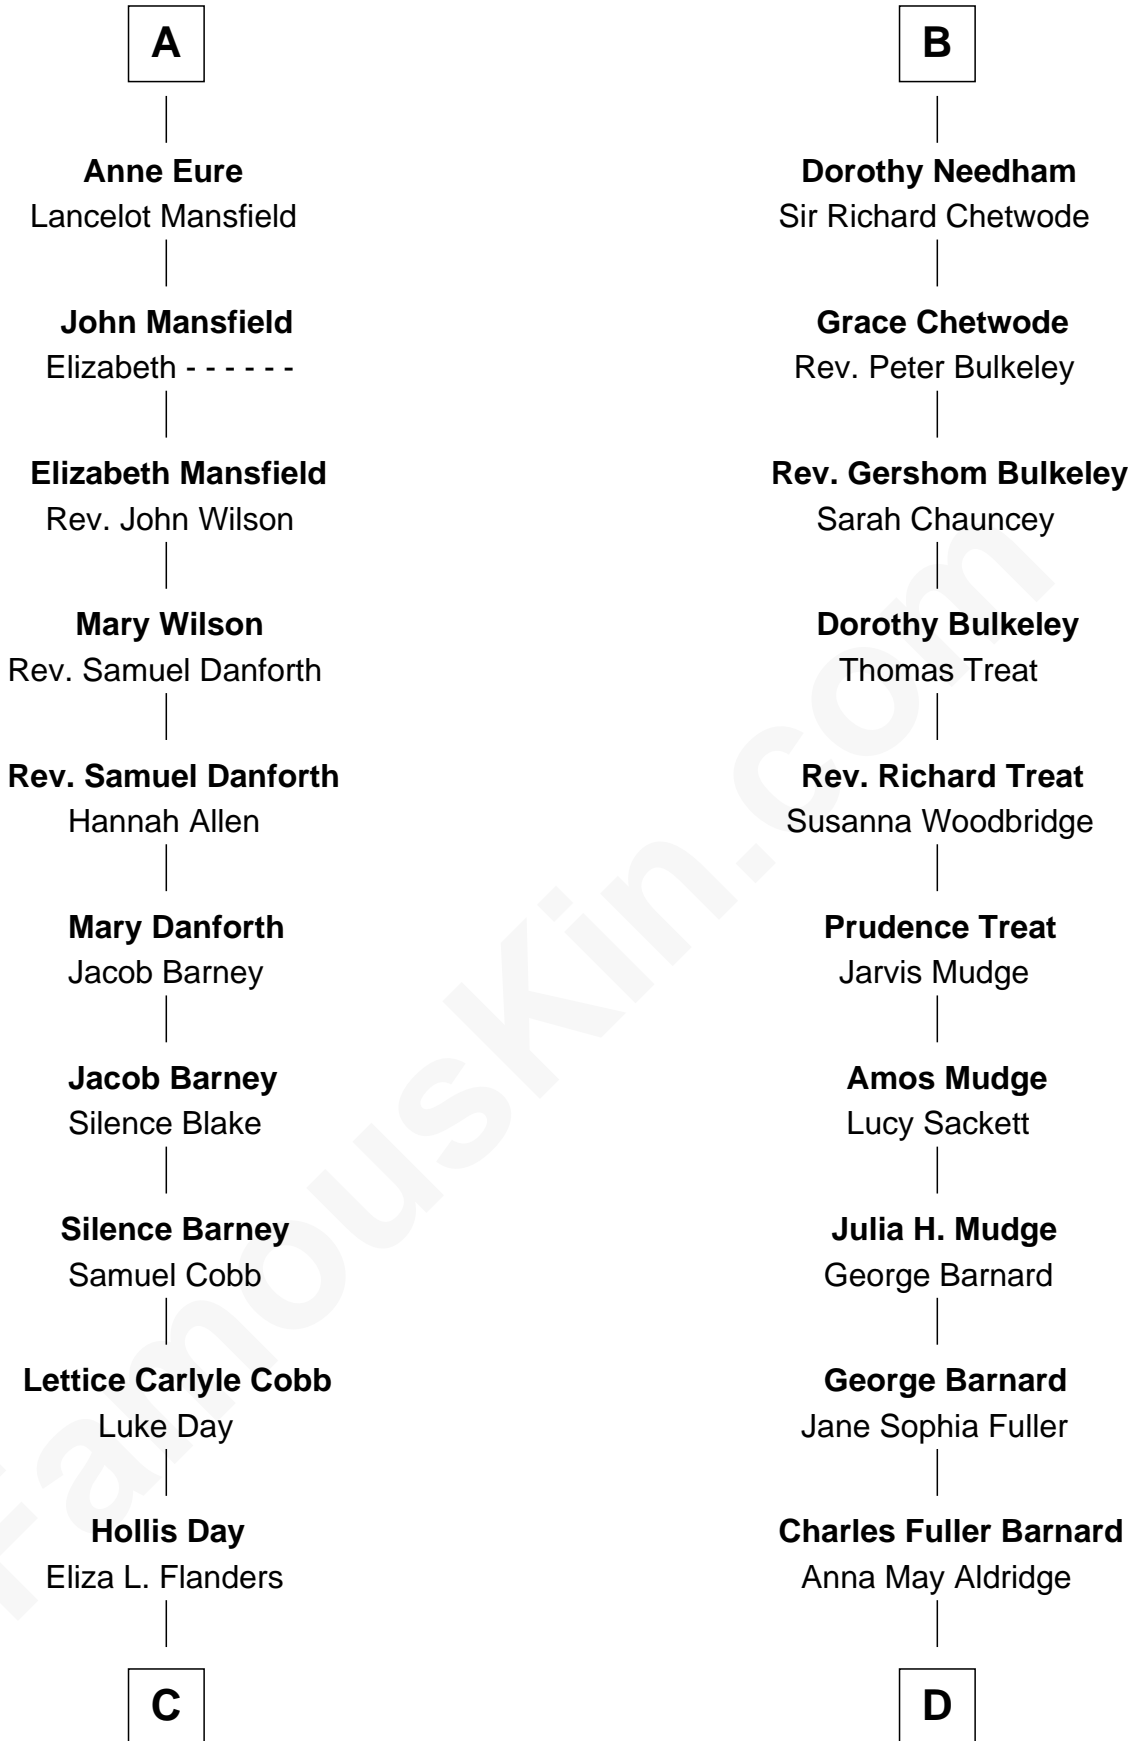 A
Anne Eure
Lancelot Mansfield
John Mansfield
Elizabeth - - - - - -
Elizabeth Mansfield
Rev. John Wilson
Mary Wilson
Rev. Samuel Danforth
Rev. Samuel Danforth
Hannah Allen
Mary Danforth
Jacob Barney
Jacob Barney
Silence Blake
Silence Barney
Samuel Cobb
Lettice Carlyle Cobb
Luke Day
Hollis Day
Eliza L. Flanders
C
B
Dorothy Needham
Sir Richard Chetwode
Grace Chetwode
Rev. Peter Bulkeley
Rev. Gershom Bulkeley
Sarah Chauncey
Dorothy Bulkeley
Thomas Treat
Rev. Richard Treat
Susanna Woodbridge
Prudence Treat
Jarvis Mudge
Amos Mudge
Lucy Sackett
Julia H. Mudge
George Barnard
George Barnard
Jane Sophia Fuller
Charles Fuller Barnard
Anna May Aldridge
D
FamousKin.com